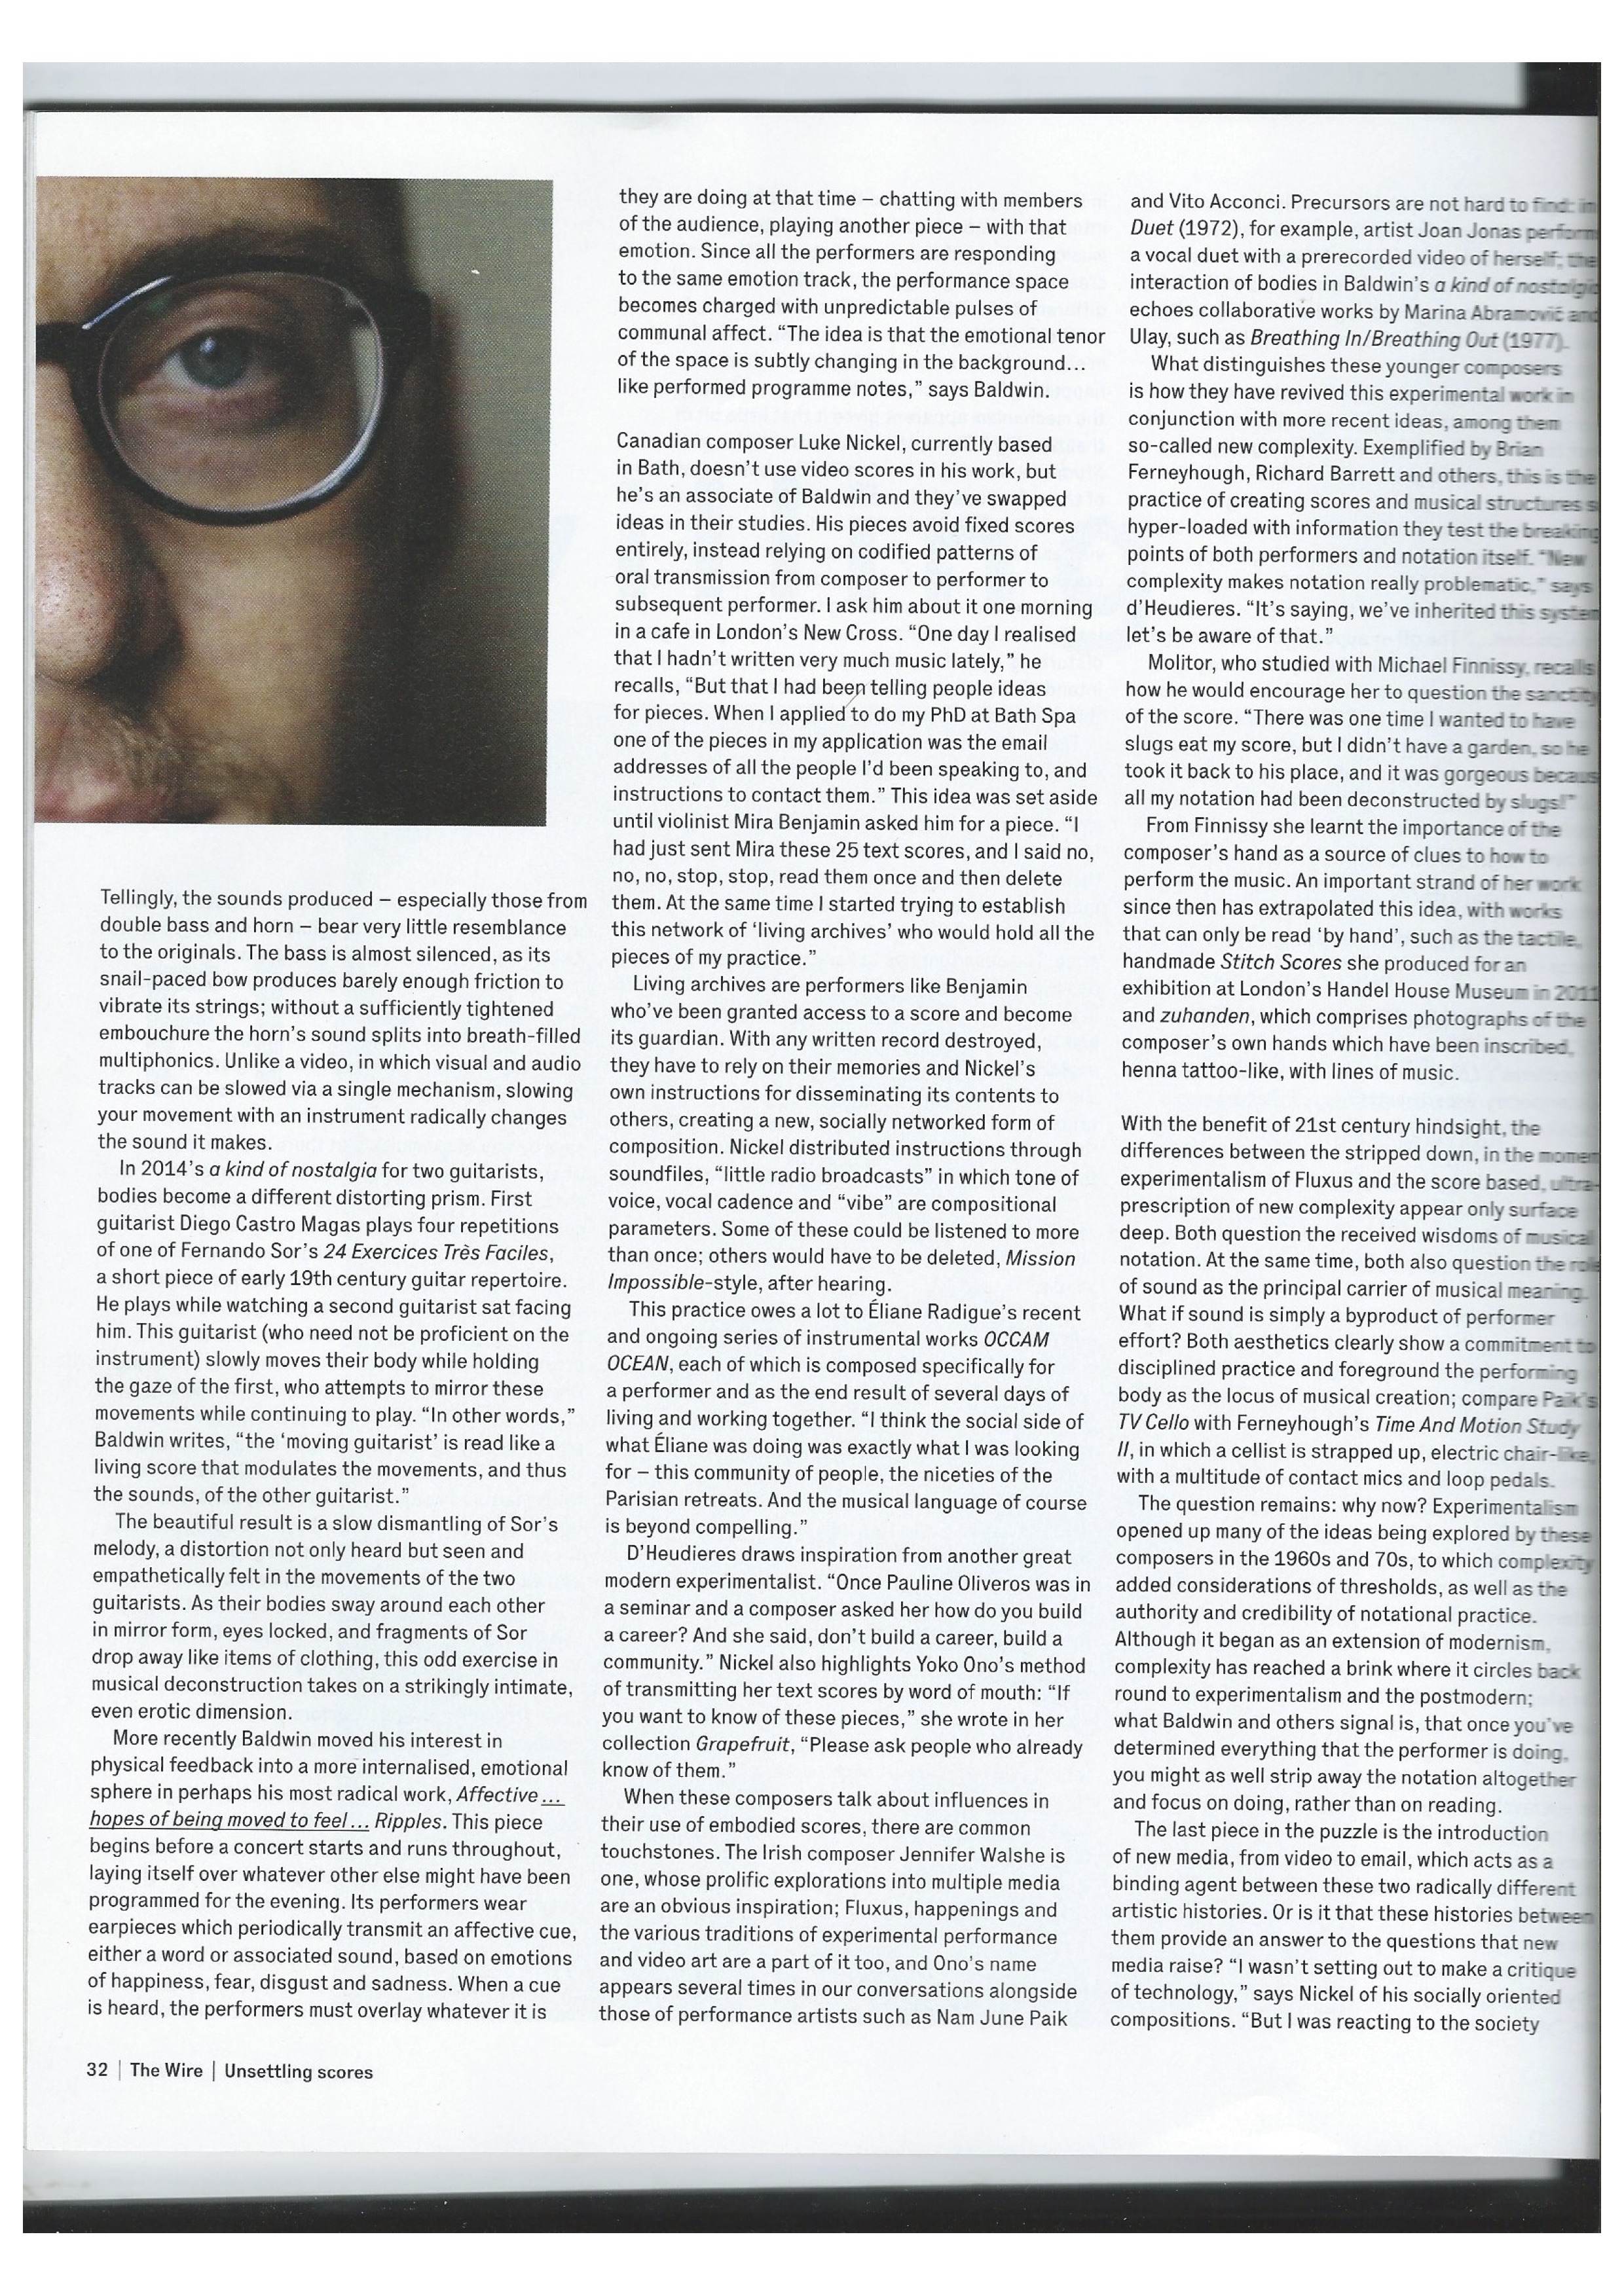 Tellingly, the sounds produced – especially those from
double bass and horn – bear very little resemblance
to the originals. The bass is almost silenced, as its
snail-paced bow produces barely enough friction to
vibrate its strings; without a sufficiently tightened
embouchure the horn's sound splits into breath-filled
multiphonics. Unlike a video, in which visual and audio
tracks can be slowed via a single mechanism, slowing
your movement with an instrument radically changes
the sound it makes.
In 2014's a kind of nostalgia for two guitarists,
bodies become a different distorting prism. First
guitarist Diego Castro Magas plays four repetitions
of one of Fernando Sor's 24 Exercices Très Faciles,
a short piece of early 19th century guitar repertoire.
He plays while watching a second guitarist sat facing
him. This guitarist (who need not be proficient on the
instrument) slowly moves their body while holding
the gaze of the first, who attempts to mirror these
movements while continuing to play. “In other words,”
Baldwin writes, “the ‘moving guitarist’ is read like a
living score that modulates the movements, and thus
the sounds, of the other guitarist.”
The beautiful result is a slow dismantling of Sor's
melody, a distortion not only heard but seen and
empathetically felt in the movements of the two
guitarists. As their bodies sway around each other
in mirror form, eyes locked, and fragments of Sor
drop away like items of clothing, this odd exercise in
musical deconstruction takes on a strikingly intimate,
even erotic dimension.
More recently Baldwin moved his interest in
physical feedback into a more internalised, emotional
sphere in perhaps his most radical work, Affective ...
hopes of being moved to feel... Ripples. This piece
begins before a concert starts and runs throughout,
laying itself over whatever other else might have been
programmed for the evening. Its performers wear
earpieces which periodically transmit an affective cue,
either a word or associated sound, based on emotions
of happiness, fear, disgust and sadness. When a cue
is heard, the performers must overlay whatever it is
they are doing at that time – chatting with members
of the audience, playing another piece – with that
emotion. Since all the performers are responding
to the same emotion track, the performance space
becomes charged with unpredictable pulses of
communal affect. “The idea is that the emotional tenor
of the space is subtly changing in the background...
like performed programme notes,” says Baldwin.
Canadian composer Luke Nickel, currently based
in Bath, doesn't use video scores in his work, but
he's an associate of Baldwin and they've swapped
ideas in their studies. His pieces avoid fixed scores
entirely, instead relying on codified patterns of
oral transmission from composer to performer to
subsequent performer. I ask him about it one morning
in a cafe in London's New Cross. “One day I realised
that I hadn't written very much music lately,” he
recalls, “But that I had been telling people ideas
for pieces. When I applied to do my PhD at Bath Spa
one of the pieces in my application was the email
addresses of all the people I'd been speaking to, and
instructions to contact them.” This idea was set aside
until violinist Mira Benjamin asked him for a piece. “I
had just sent Mira these 25 text scores, and I said no,
no, no, stop, stop, read them once and then delete
them. At the same time I started trying to establish
this network of ‘living archives’ who would hold all the
pieces of my practice.”
Living archives are performers like Benjamin
who've been granted access to a score and become
its guardian. With any written record destroyed,
they have to rely on their memories and Nickel's
own instructions for disseminating its contents to
others, creating a new, socially networked form of
composition. Nickel distributed instructions through
soundfiles, “little radio broadcasts” in which tone of
voice, vocal cadence and “vibe” are compositional
parameters. Some of these could be listened to more
than once; others would have to be deleted, Mission
Impossible-style, after hearing.
This practice owes a lot to Éliane Radigue's recent
and ongoing series of instrumental works OCCAM
OCEAN, each of which is composed specifically for
a performer and as the end result of several days of
living and working together. “I think the social side of
what Éliane was doing was exactly what I was looking
for – this community of people, the niceties of the
Parisian retreats. And the musical language of course
is beyond compelling.”
D'Heudieres draws inspiration from another great
modern experimentalist. “Once Pauline Oliveros was in
a seminar and a composer asked her how do you build
a career? And she said, don't build a career, build a
community.” Nickel also highlights Yoko Ono's method
of transmitting her text scores by word of mouth: “If
you want to know of these pieces,” she wrote in her
collection Grapefruit, “Please ask people who already
know of them.”
When these composers talk about influences in
their use of embodied scores, there are common
touchstones. The Irish composer Jennifer Walshe is
one, whose prolific explorations into multiple media
are an obvious inspiration; Fluxus, happenings and
the various traditions of experimental performance
and video art are a part of it too, and Ono's name
appears several times in our conversations alongside
those of performance artists such as Nam June Paik
and Vito Acconci. Precursors are not hard to find: in
Duet (1972), for example, artist Joan Jonas perform
a vocal duet with a prerecorded video of herself; the
interaction of bodies in Baldwin's a kind of nostalgia
echoes collaborative works by Marina Abramović and
Ulay, such as Breathing In/Breathing Out (1977).
What distinguishes these younger composers
is how they have revived this experimental work in
conjunction with more recent ideas, among them
so-called new complexity. Exemplified by Brian
Ferneyhough, Richard Barrett and others, this is the
practice of creating scores and musical structures s
hyper-loaded with information they test the breaking
points of both performers and notation itself. “New
complexity makes notation really problematic,” says
d'Heudieres. “It's saying, we've inherited this system
let's be aware of that.”
Molitor, who studied with Michael Finnissy, recalls
how he would encourage her to question the sanctity
of the score. “There was one time I wanted to have
slugs eat my score, but I didn't have a garden, so he
took it back to his place, and it was gorgeous becaus
all my notation had been deconstructed by slugs!”
From Finnissy she learnt the importance of the
composer's hand as a source of clues to how to
perform the music. An important strand of her work
since then has extrapolated this idea, with works
that can only be read ‘by hand’, such as the tactile,
handmade Stitch Scores she produced for an
exhibition at London's Handel House Museum in 2011
and zuhanden, which comprises photographs of the
composer's own hands which have been inscribed,
henna tattoo-like, with lines of music.
With the benefit of 21st century hindsight, the
differences between the stripped down, in the momen
experimentalism of Fluxus and the score based, ultra-
prescription of new complexity appear only surface
deep. Both question the received wisdoms of musical
notation. At the same time, both also question the role
of sound as the principal carrier of musical meaning.
What if sound is simply a byproduct of performer
effort? Both aesthetics clearly show a commitment to
disciplined practice and foreground the performing
body as the locus of musical creation; compare Paik's
TV Cello with Ferneyhough's Time And Motion Study
II, in which a cellist is strapped up, electric chair-like,
with a multitude of contact mics and loop pedals.
The question remains: why now? Experimentalism
opened up many of the ideas being explored by these
composers in the 1960s and 70s, to which complexity
added considerations of thresholds, as well as the
authority and credibility of notational practice.
Although it began as an extension of modernism,
complexity has reached a brink where it circles back
round to experimentalism and the postmodern;
what Baldwin and others signal is, that once you've
determined everything that the performer is doing,
you might as well strip away the notation altogether
and focus on doing, rather than on reading.
The last piece in the puzzle is the introduction
of new media, from video to email, which acts as a
binding agent between these two radically different
artistic histories. Or is it that these histories between
them provide an answer to the questions that new
media raise? “I wasn't setting out to make a critique
of technology,” says Nickel of his socially oriented
compositions. “But I was reacting to the society
32 | The Wire | Unsettling scores